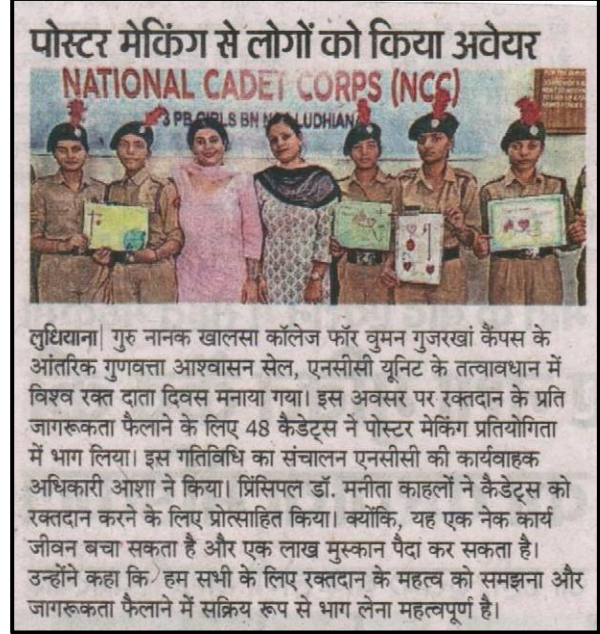 पोस्टर मेकिंग से लोगों को किया अवेयर
NATIONAL CADET CORPS (NCC)
3 PB GIRLS BN NCC LUDHIANA
लुधियाना| गुरु नानक खालसा कॉलेज फॉर वुमन गुजरखां कैंपस के
आंतरिक गुणवत्ता आश्वासन सेल, एनसीसी यूनिट के तत्वावधान में
विश्व रक्त दाता दिवस मनाया गया। इस अवसर पर रक्तदान के प्रति
जागरूकता फैलाने के लिए 48 कैडेट्स ने पोस्टर मेकिंग प्रतियोगिता
में भाग लिया। इस गतिविधि का संचालन एनसीसी की कार्यवाहक
अधिकारी आशा ने किया। प्रिंसिपल डॉ. मनीता काहलों ने कैडेट्स को
रक्तदान करने के लिए प्रोत्साहित किया। क्योंकि, यह एक नेक कार्य
जीवन बचा सकता है और एक लाख मुस्कान पैदा कर सकता है।
उन्होंने कहा कि हम सभी के लिए रक्तदान के महत्व को समझना और
जागरूकता फैलाने में सक्रिय रूप से भाग लेना महत्वपूर्ण है।